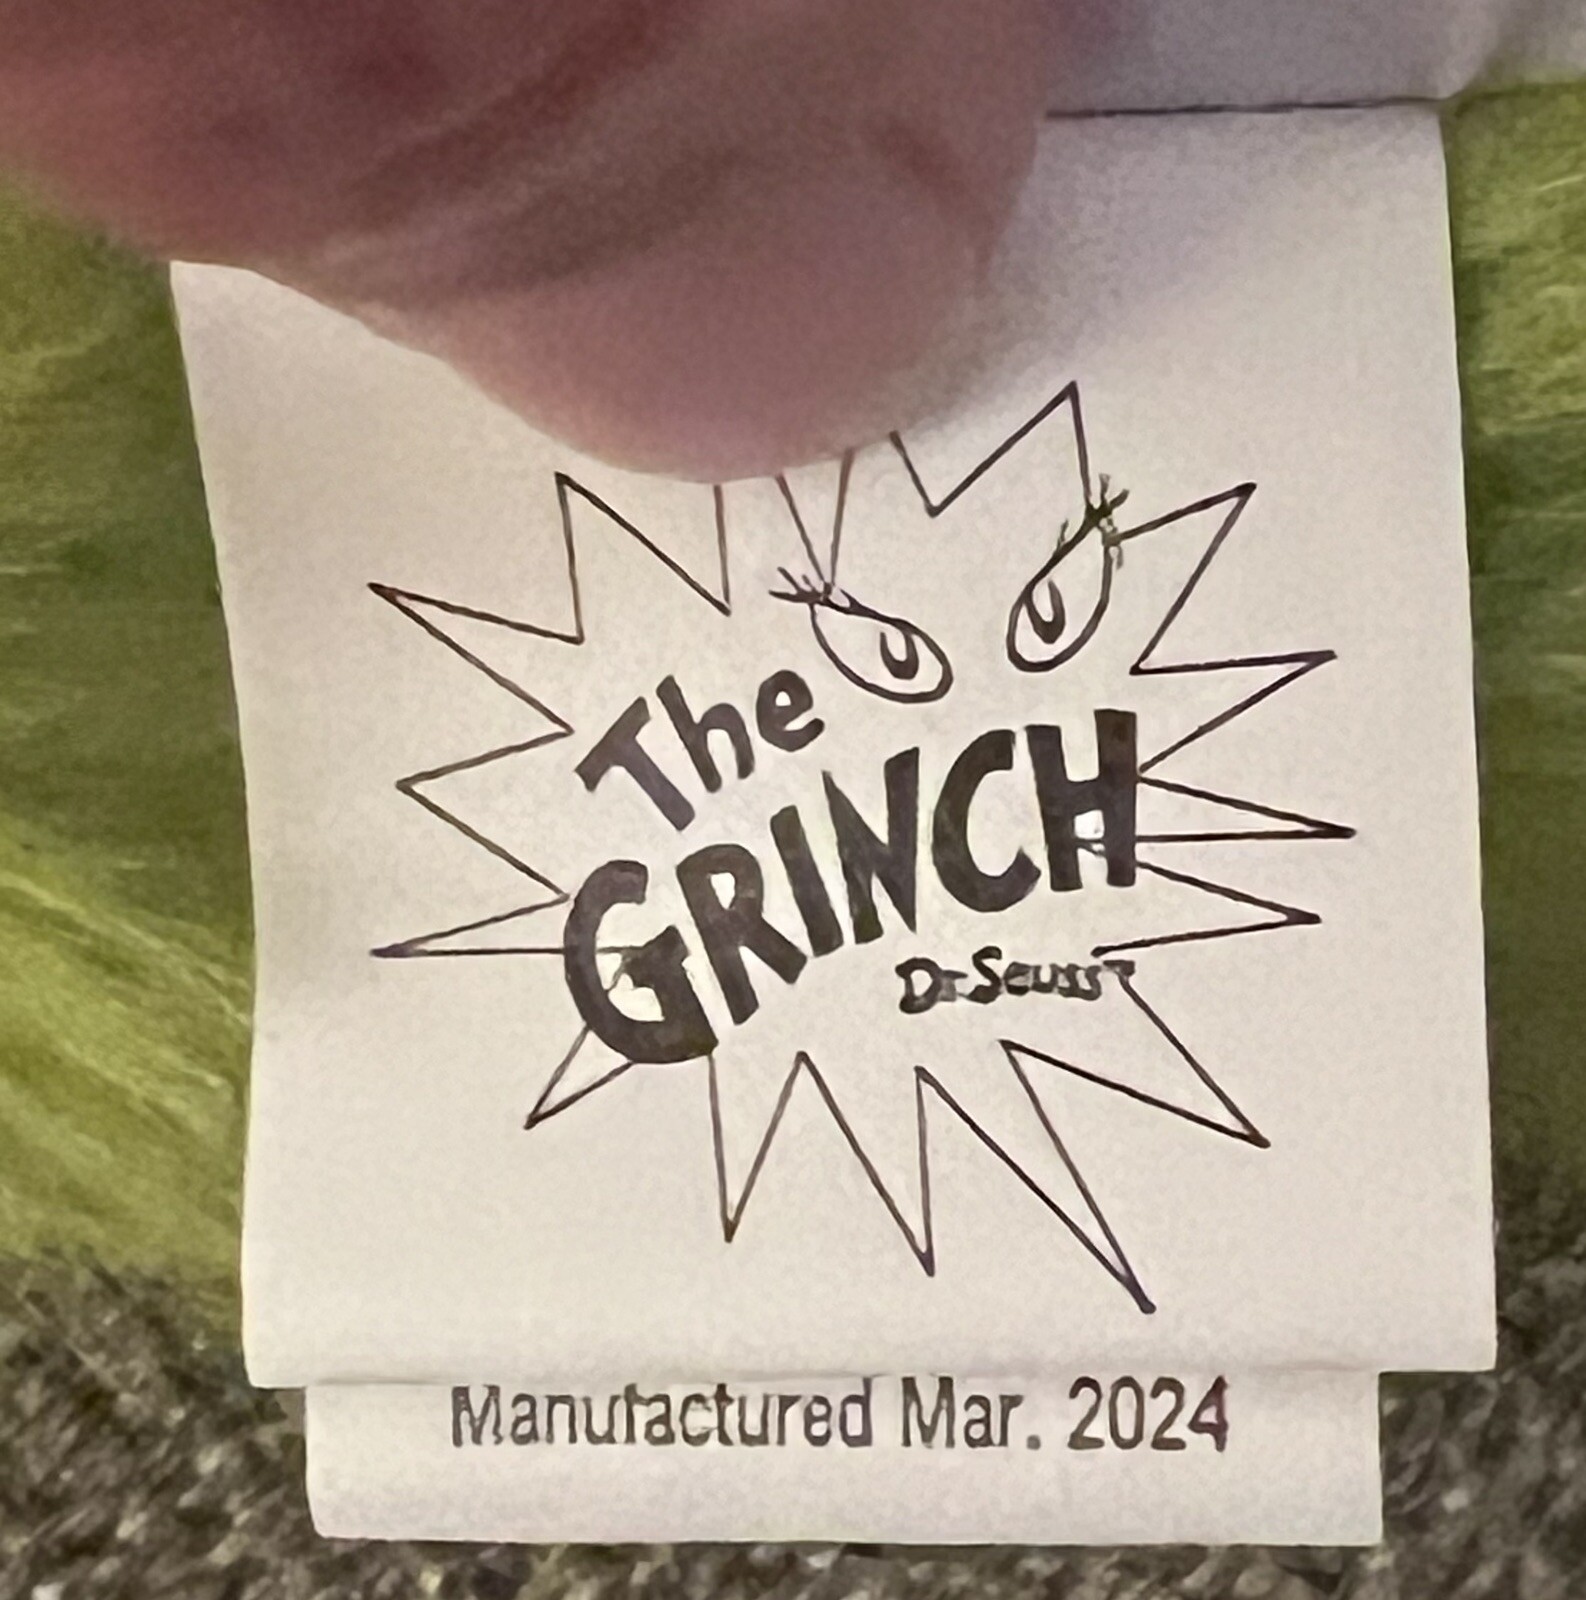 The
GRINCH
Dr. Seuss
Manufactured Mar. 2024